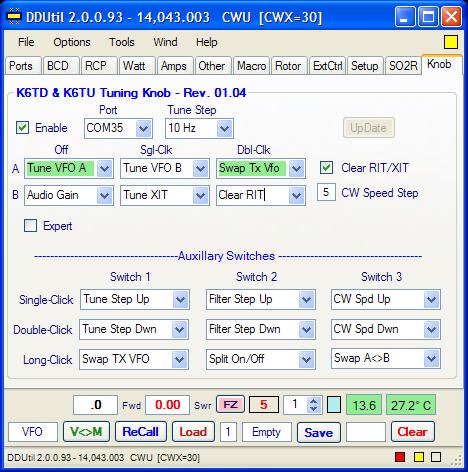 DDUtil 2.0.0.93 - 14,043.003 CWU [CWX=30]
File Options Tools Wind Help
Ports BCD RCP Watt Amps Other Macro Rotor ExtCtrl Setup SO2R Knob
K6TD & K6TU Tuning Knob - Rev. 01.04
Port Tune Step
Enable COM35 10 Hz UpDate
Off Sgl-Clk Dbl-Clk
A Tune VFO A Tune VFO B Swap Tx Vfo Clear RIT/XIT
B Audio Gain Tune XIT Clear RIT 5 CW Speed Step
Expert
Auxillary Switches
Switch 1 Switch 2 Switch 3
Single-Click Tune Step Up Filter Step Up CW Spd Up
Double-Click Tune Step Dwn Filter Step Dwn CW Spd Dwn
Long-Click Swap TX VFO Split On/Off Swap A<>B
.0 Fwd 0.00 Swr FZ 5 1 13.6 27.2° C
VFO V<>M ReCall Load 1 Empty Save Clear
DDUtil 2.0.0.93 - 14,043.003 CWU [CWX=30]